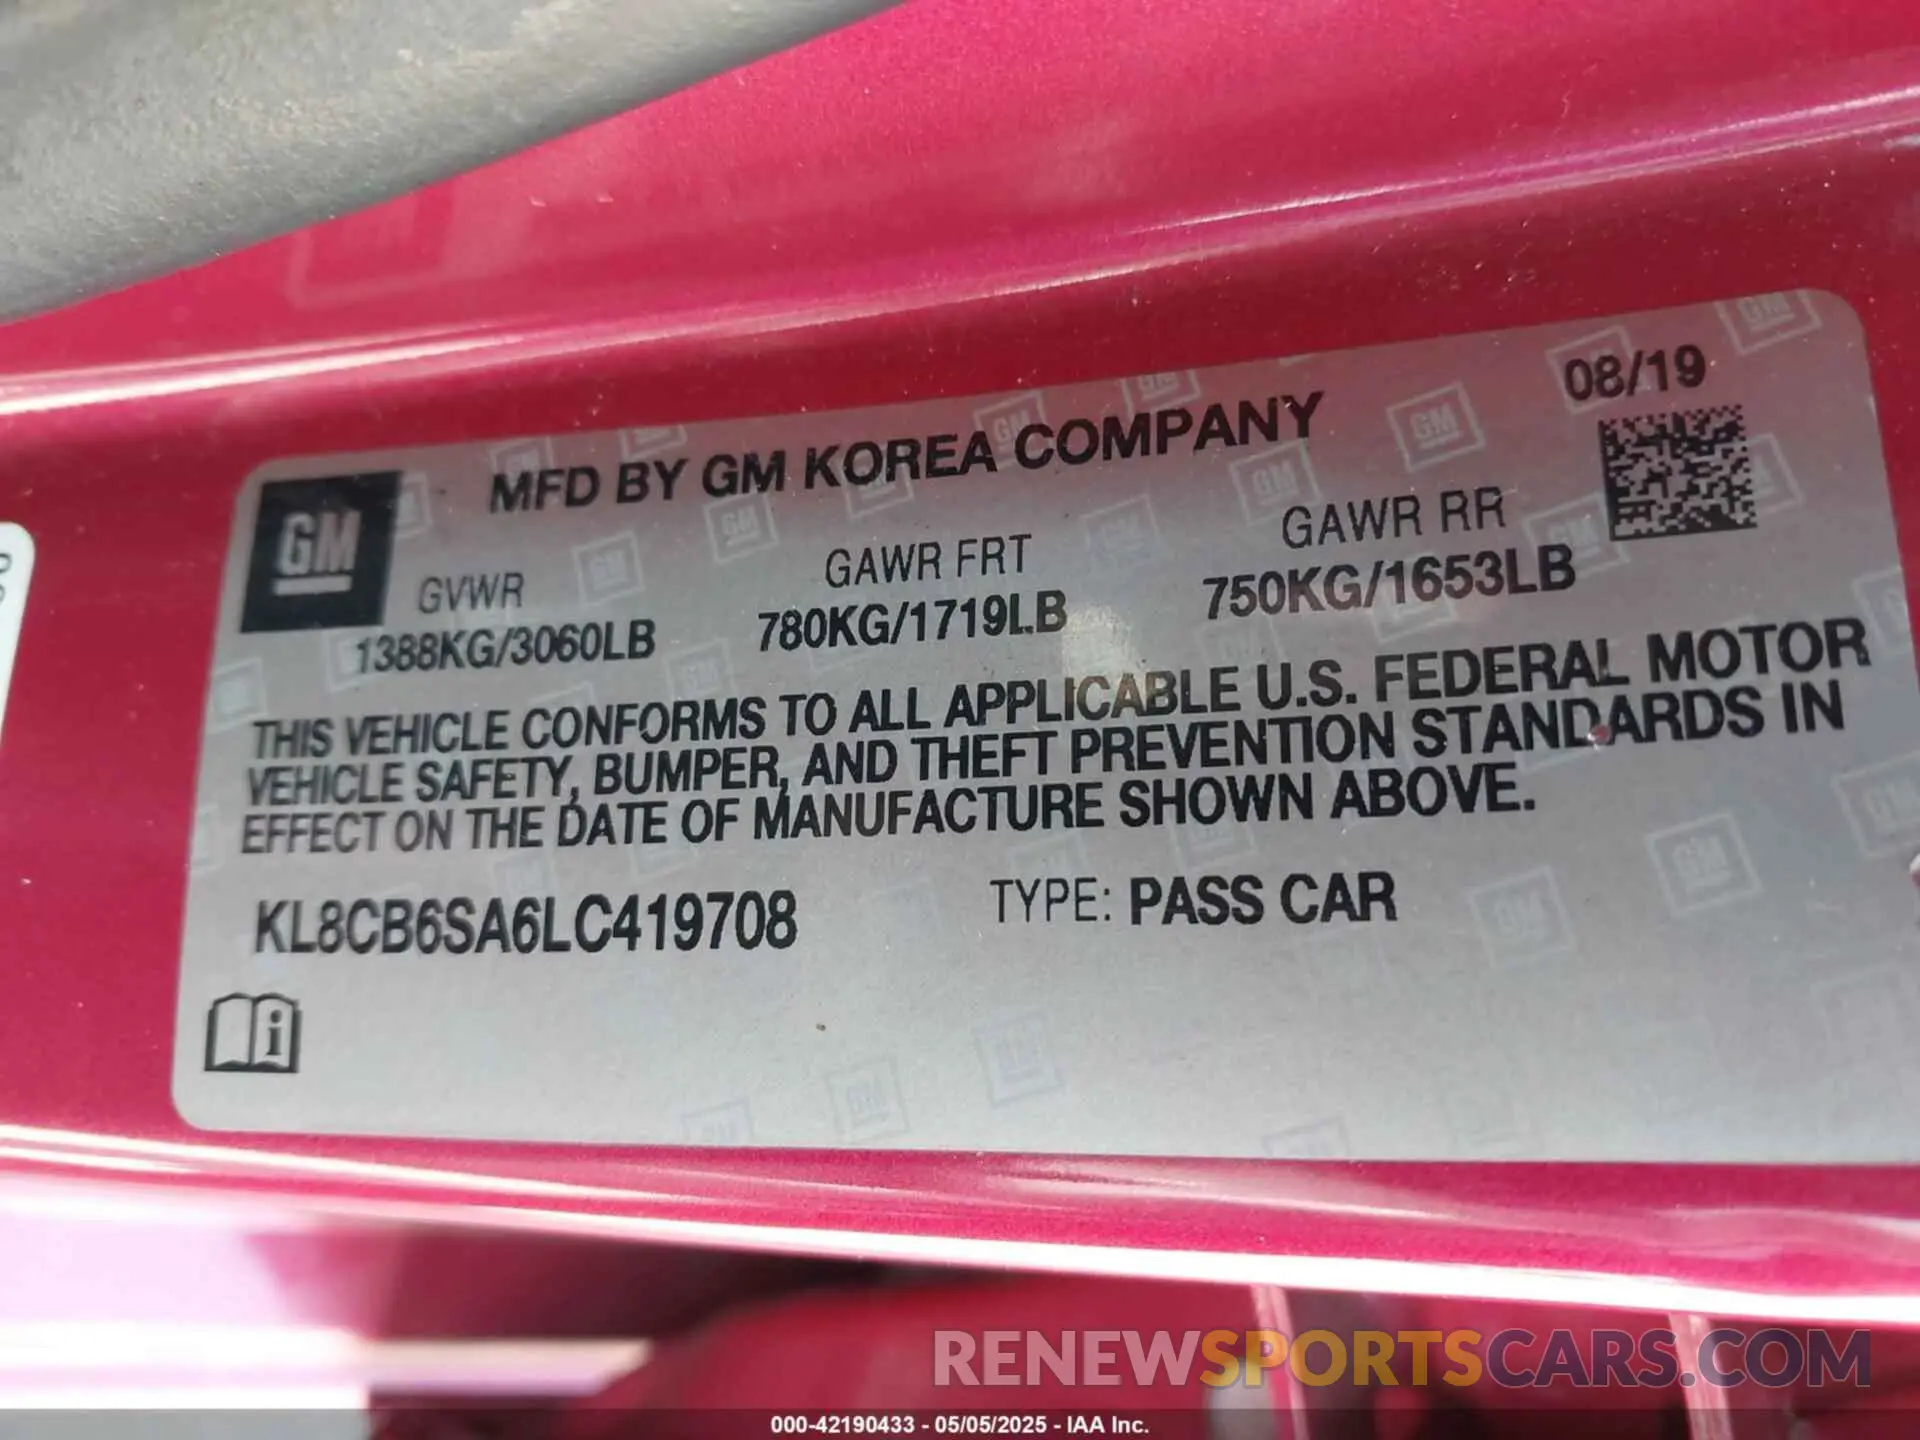 08/19
MFD BY GM KOREA COMPANY
GM
GVWR GAWR FRT GAWR RR
1388KG/3060LB 780KG/1719LB 750KG/1653LB
THIS VEHICLE CONFORMS TO ALL APPLICABLE U.S. FEDERAL MOTOR
VEHICLE SAFETY, BUMPER, AND THEFT PREVENTION STANDARDS IN
EFFECT ON THE DATE OF MANUFACTURE SHOWN ABOVE.
KL8CB6SA6LC419708 TYPE: PASS CAR
i
RENEWSPORTSCARS.COM
000-42190433 - 05/05/2025 - IAA Inc.